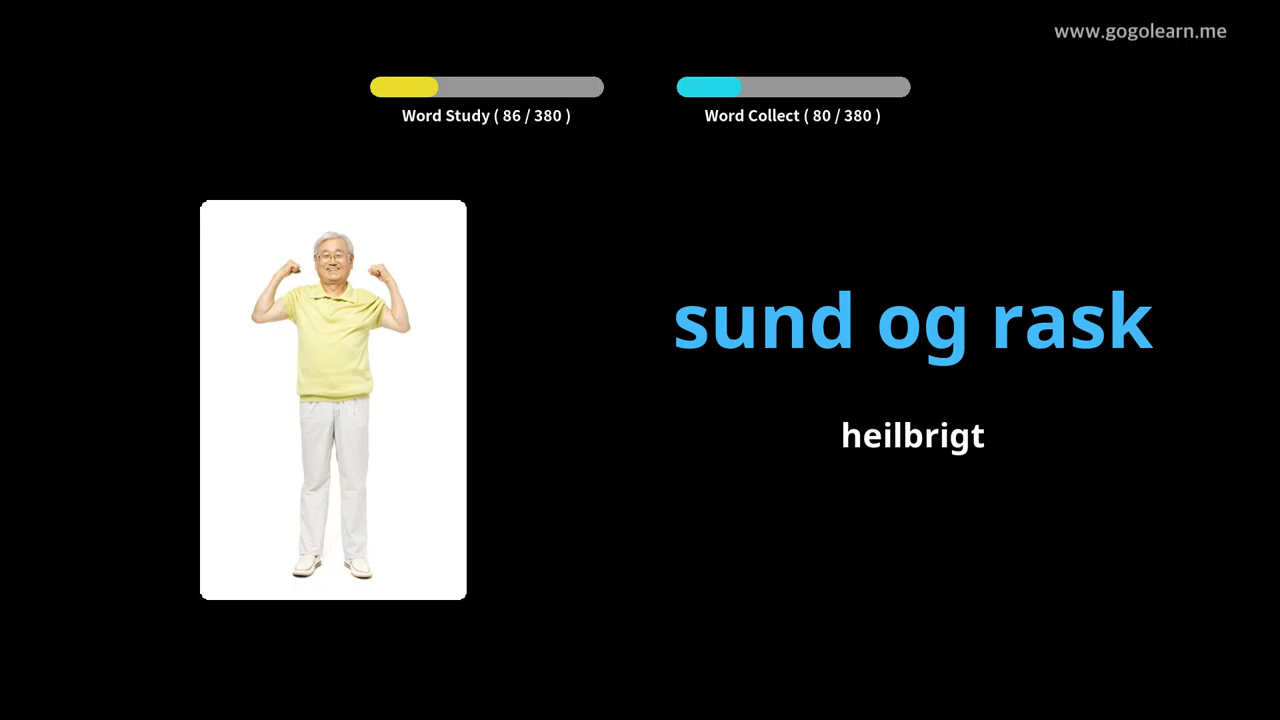 www.gogolearn.me
Word Study ( 86 / 380 )
Word Collect ( 80 / 380 )
sund og rask
heilbrigt